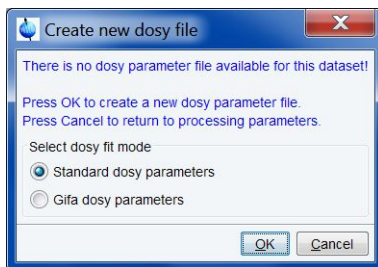 Create new dosy file
There is no dosy parameter file available for this dataset!
Press OK to create a new dosy parameter file.
Press Cancel to return to processing parameters.
Select dosy fit mode
Standard dosy parameters
Gifa dosy parameters
OK Cancel